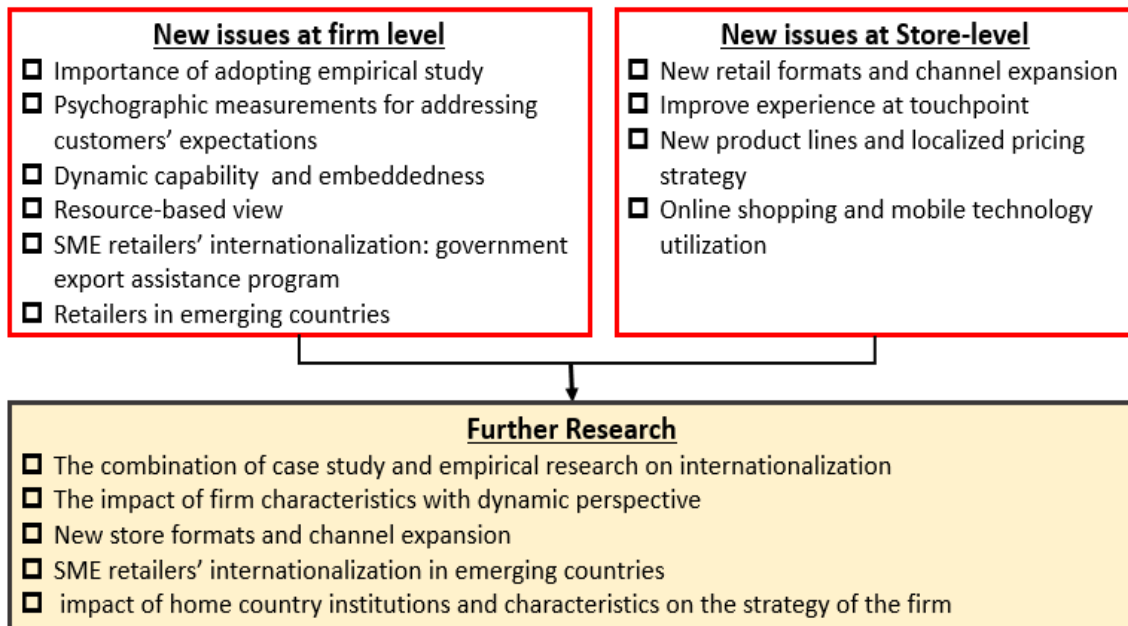 New issues at firm level
Importance of adopting empirical study
Psychographic measurements for addressing
customers’ expectations
Dynamic capability and embeddedness
Resource-based view
SME retailers’ internationalization: government
export assistance program
Retailers in emerging countries
New issues at Store-level
New retail formats and channel expansion
Improve experience at touchpoint
New product lines and localized pricing
strategy
Online shopping and mobile technology
utilization
Further Research
The combination of case study and empirical research on internationalization
The impact of firm characteristics with dynamic perspective
New store formats and channel expansion
SME retailers’ internationalization in emerging countries
impact of home country institutions and characteristics on the strategy of the firm